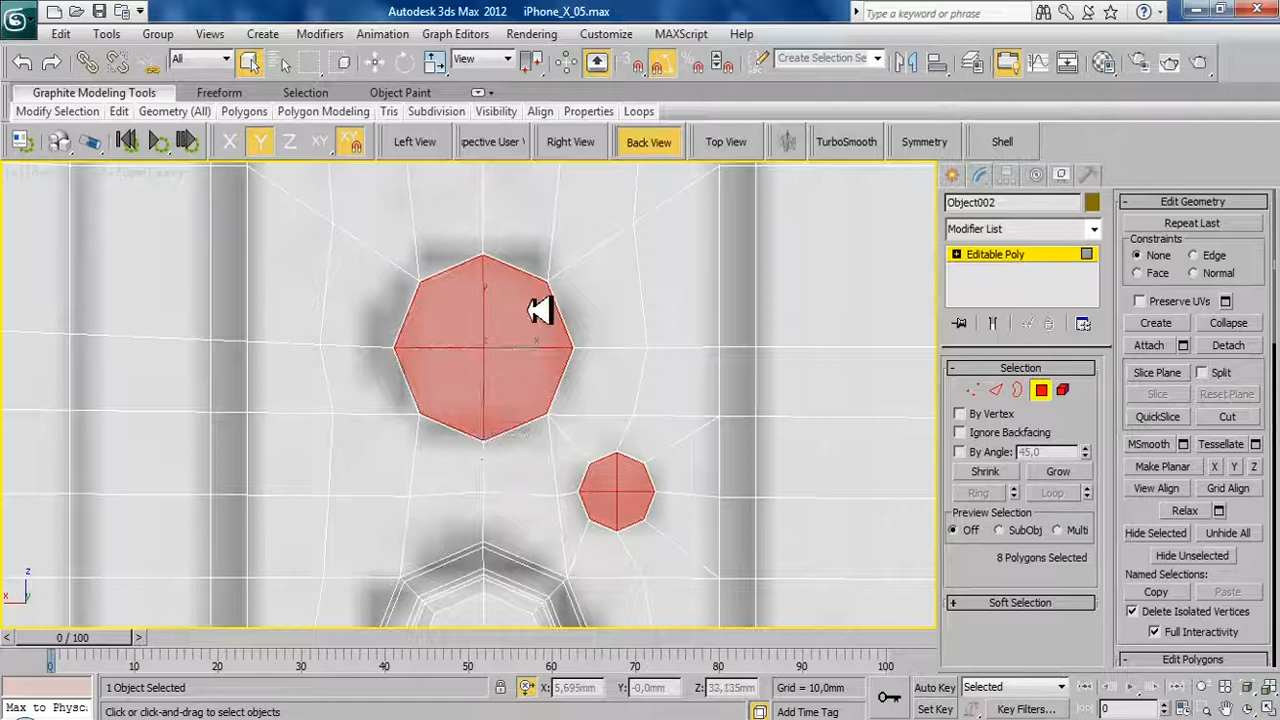 Autodesk 3ds Max 2012 iPhone_X_05.max
Type a keyword or phrase
Edit Tools Group Views Create Modifiers Animation Graph Editors Rendering Customize MAXScript Help
All View Create Selection Se
Graphite Modeling Tools Freeform Selection Object Paint
Modify Selection Edit Geometry (All) Polygons Polygon Modeling Tris Subdivision Visibility Align Properties Loops
X Y Z XY XY Left View spective User V Right View Back View Top View TurboSmooth Symmetry Shell
Object002
Modifier List
Editable Poly
Selection
By Vertex
Ignore Backfacing
By Angle: 45,0
Shrink Grow
Ring Loop
Preview Selection
Off SubObj Multi
8 Polygons Selected
Soft Selection
Edit Geometry
Repeat Last
Constraints
None Edge
Face Normal
Preserve UVs
Create Collapse
Attach Detach
Slice Plane Split
Slice Reset Plane
QuickSlice Cut
MSmooth Tessellate
Make Planar X Y Z
View Align Grid Align
Relax
Hide Selected Unhide All
Hide Unselected
Named Selections:
Copy Paste
Delete Isolated Vertices
Full Interactivity
Edit Polygons
z
x y
0 / 100
0 10 20 30 40 50 60 70 80 90 100
1 Object Selected X: 5,695mm Y: -0,0mm Z: 32,135mm Grid = 10,0mm Auto Key Selected
Max to Physc Click or click-and-drag to select objects Add Time Tag Set Key Key Filters... 0